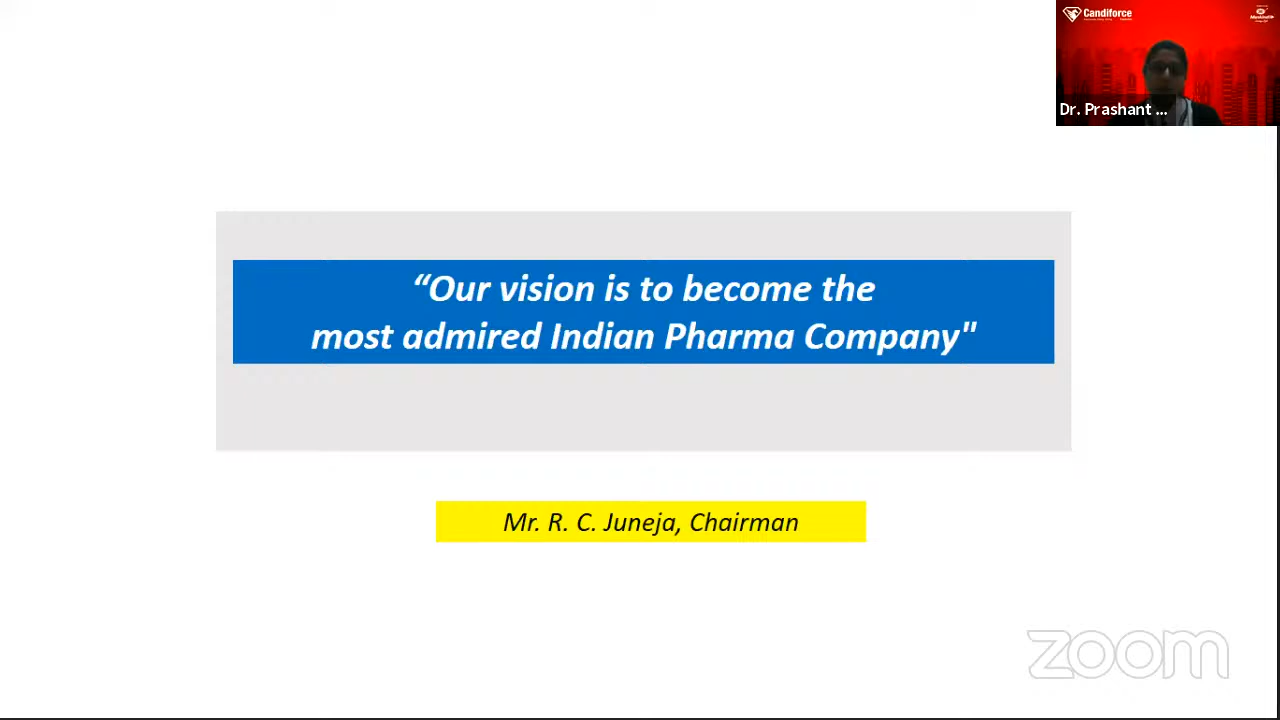 Candiforce
Dr. Prashant ...
“Our vision is to become the
most admired Indian Pharma Company"
Mr. R. C. Juneja, Chairman
zoom